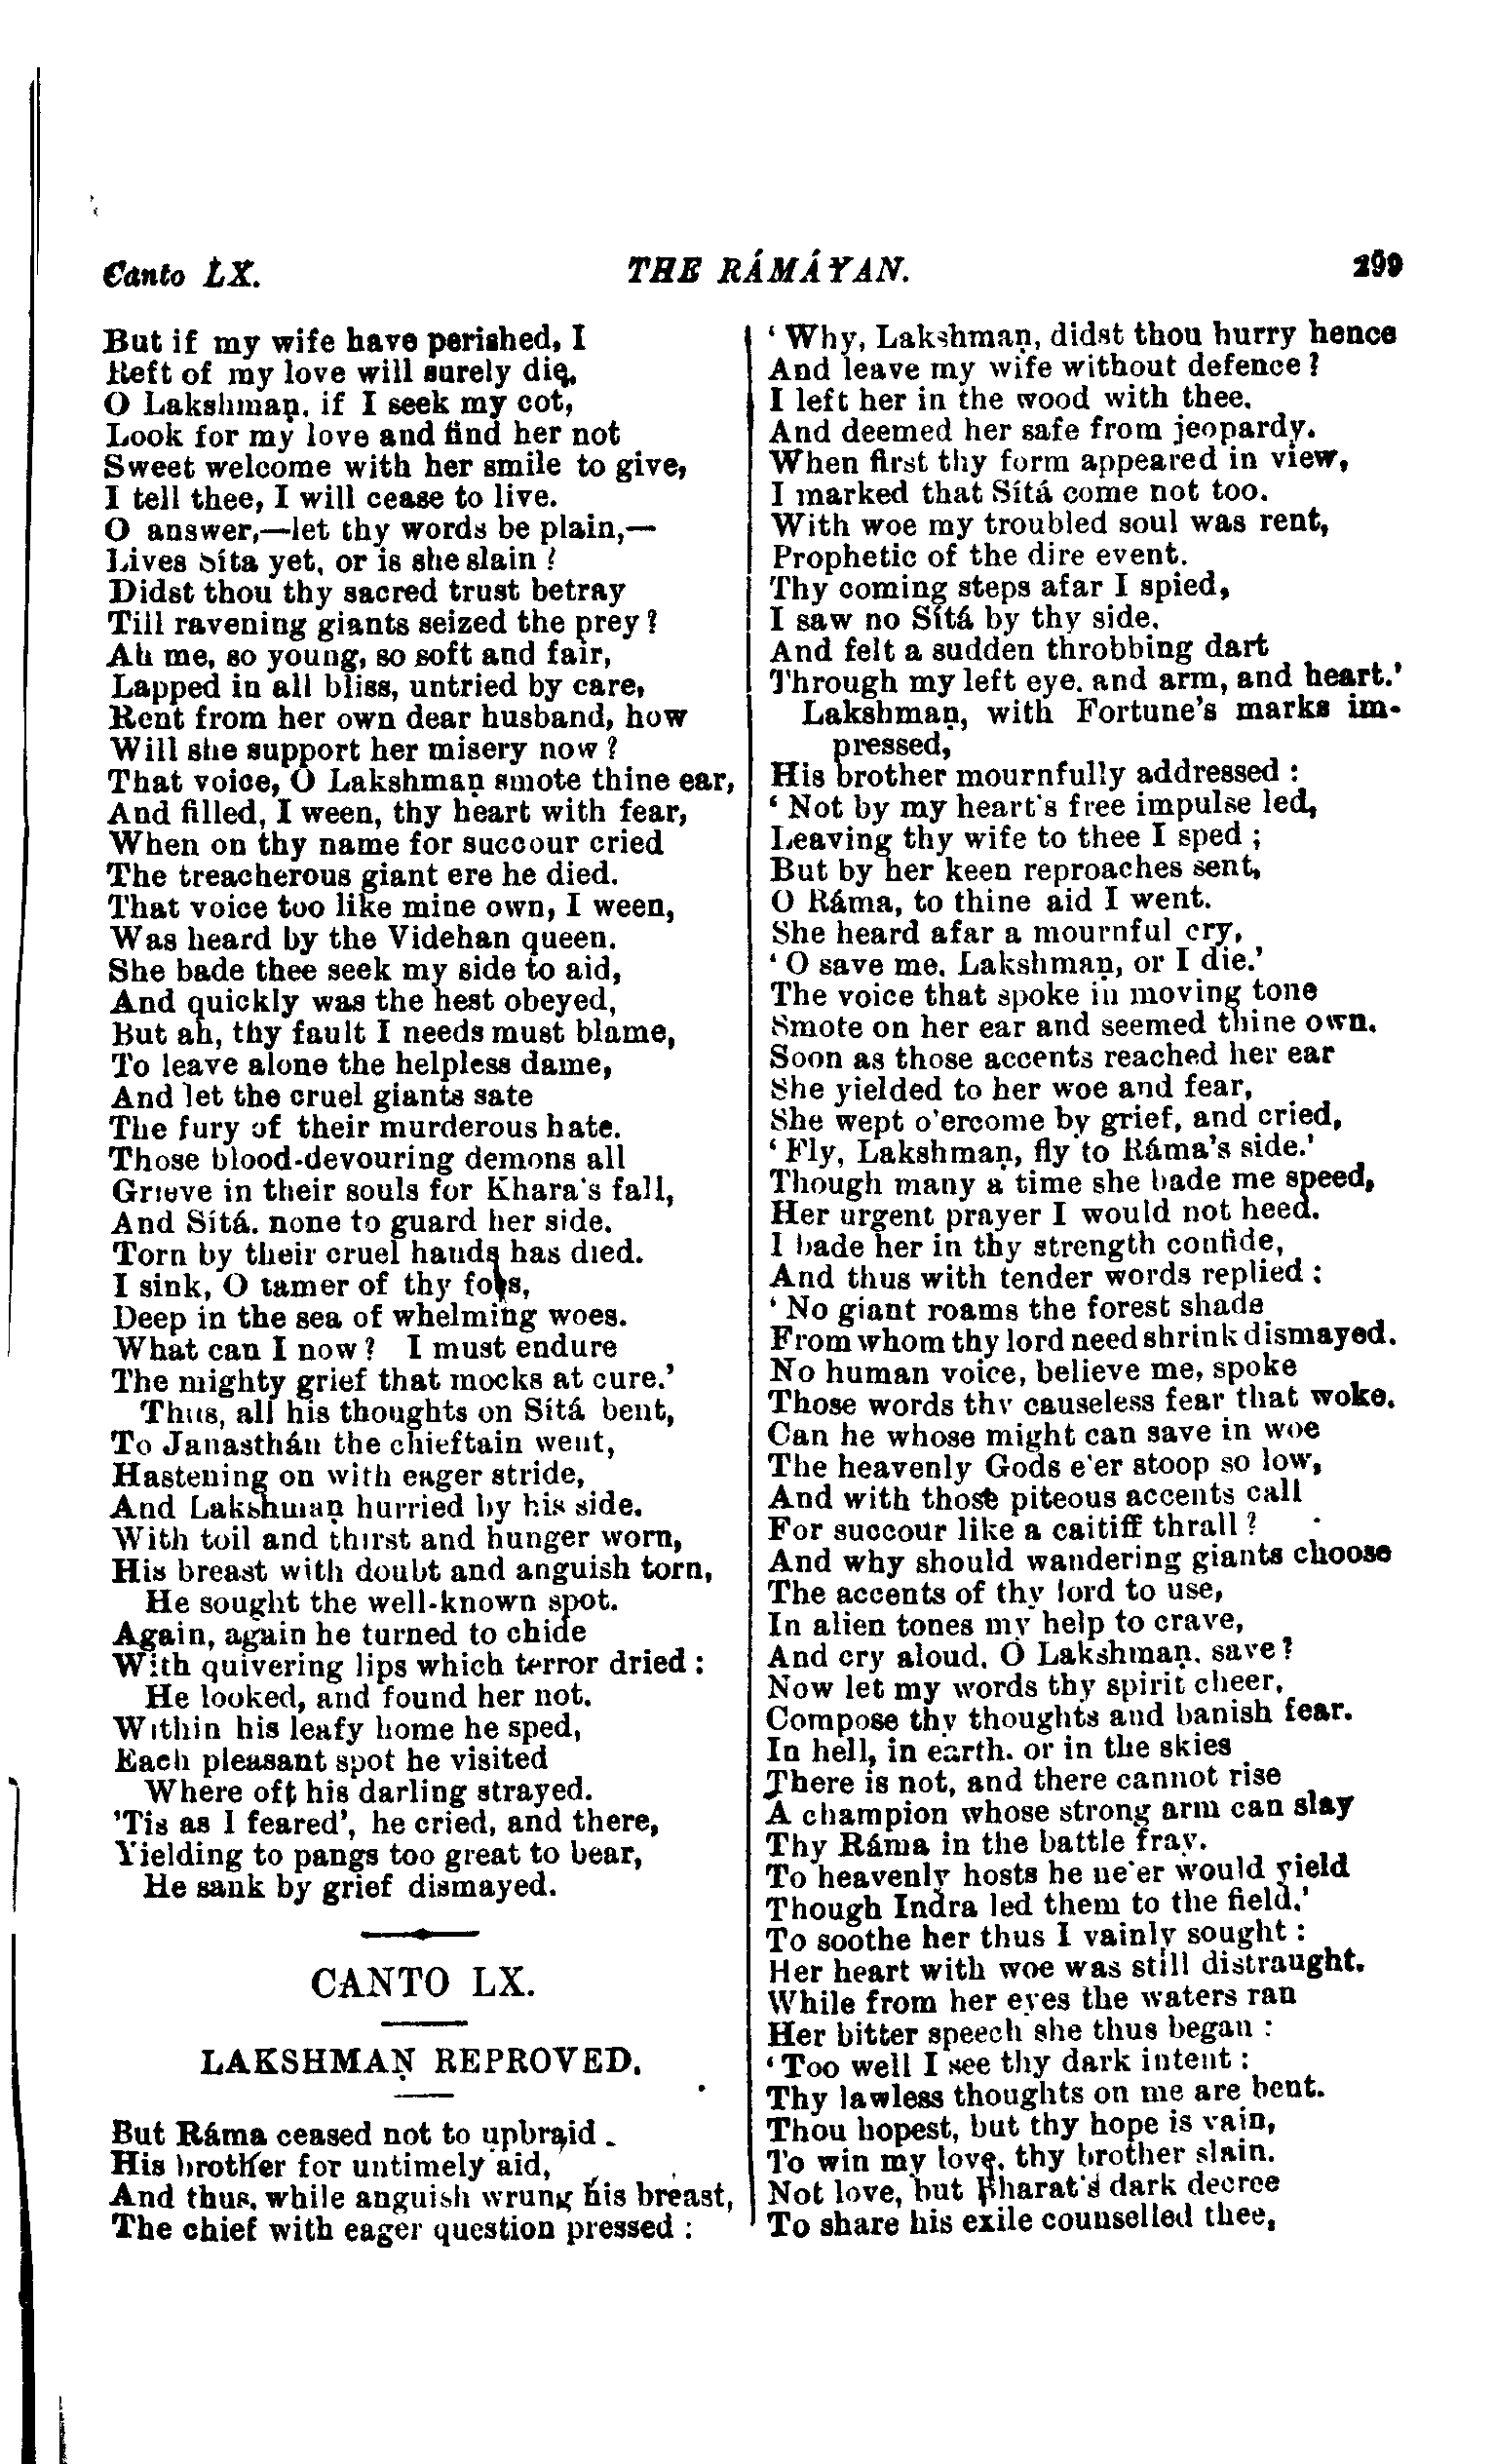 Canto LX. THE RÁMÁYAN. 299
But if my wife have perished, I
Reft of my love will surely die,
O Lakshmaṇ, if I seek my cot,
Look for my love and find her not
Sweet welcome with her smile to give,
I tell thee, I will cease to live.
O answer,—let thy words be plain,—
Lives Síta yet, or is she slain?
Didst thou thy sacred trust betray
Till ravening giants seized the prey?
Ah me, so young, so soft and fair,
Lapped in all bliss, untried by care,
Rent from her own dear husband, how
Will she support her misery now?
That voice, O Lakshmaṇ smote thine ear,
And filled, I ween, thy heart with fear,
When on thy name for succour cried
The treacherous giant ere he died.
That voice too like mine own, I ween,
Was heard by the Videhan queen.
She bade thee seek my side to aid,
And quickly was the hest obeyed,
But ah, thy fault I needs must blame,
To leave alone the helpless dame,
And let the cruel giants sate
The fury of their murderous hate.
Those blood-devouring demons all
Grieve in their souls for Khara's fall,
And Sítá. none to guard her side.
Torn by their cruel hands has died.
I sink, O tamer of thy foes,
Deep in the sea of whelming woes.
What can I now? I must endure
The mighty grief that mocks at cure.'
Thus, all his thoughts on Sítá bent,
To Janasthán the chieftain went,
Hastening on with eager stride,
And Lakshmaṇ hurried by his side.
With toil and thirst and hunger worn,
His breast with doubt and anguish torn,
He sought the well-known spot.
Again, again he turned to chide
With quivering lips which terror dried:
He looked, and found her not.
Within his leafy home he sped,
Each pleasant spot he visited
Where oft his darling strayed.
'Tis as I feared', he cried, and there,
Yielding to pangs too great to bear,
He sank by grief dismayed.
CANTO LX.
LAKSHMAṆ REPROVED.
But Ráma ceased not to upbraid
His brother for untimely aid,
And thus, while anguish wrung his breast,
The chief with eager question pressed:
'Why, Lakshmaṇ, didst thou hurry hence
And leave my wife without defence?
I left her in the wood with thee,
And deemed her safe from jeopardy.
When first thy form appeared in view,
I marked that Sítá come not too.
With woe my troubled soul was rent,
Prophetic of the dire event.
Thy coming steps afar I spied,
I saw no Sítá by thy side,
And felt a sudden throbbing dart
Through my left eye, and arm, and heart.'
Lakshmaṇ, with Fortune's marks im-
pressed,
His brother mournfully addressed:
'Not by my heart's free impulse led,
Leaving thy wife to thee I sped;
But by her keen reproaches sent,
O Ráma, to thine aid I went.
She heard afar a mournful cry,
'O save me, Lakshmaṇ, or I die.'
The voice that spoke in moving tone
Smote on her ear and seemed thine own.
Soon as those accents reached her ear
She yielded to her woe and fear,
She wept o'ercome by grief, and cried,
'Fly, Lakshmaṇ, fly to Ráma's side.'
Though many a time she bade me speed,
Her urgent prayer I would not heed.
I bade her in thy strength confide,
And thus with tender words replied:
'No giant roams the forest shade
From whom thy lord need shrink dismayed.
No human voice, believe me, spoke
Those words thy causeless fear that woke.
Can he whose might can save in woe
The heavenly Gods e'er stoop so low,
And with those piteous accents call
For succour like a caitiff thrall?
And why should wandering giants choose
The accents of thy lord to use,
In alien tones my help to crave,
And cry aloud, O Lakshmaṇ, save?
Now let my words thy spirit cheer,
Compose thy thoughts and banish fear.
In hell, in earth, or in the skies
There is not, and there cannot rise
A champion whose strong arm can slay
Thy Ráma in the battle fray.
To heavenly hosts he ne'er would yield
Though Indra led them to the field.'
To soothe her thus I vainly sought:
Her heart with woe was still distraught.
While from her eyes the waters ran
Her bitter speech she thus began:
'Too well I see thy dark intent:
Thy lawless thoughts on me are bent.
Thou hopest, but thy hope is vain,
To win my love, thy brother slain.
Not love, but Bharat's dark decree
To share his exile counselled thee,